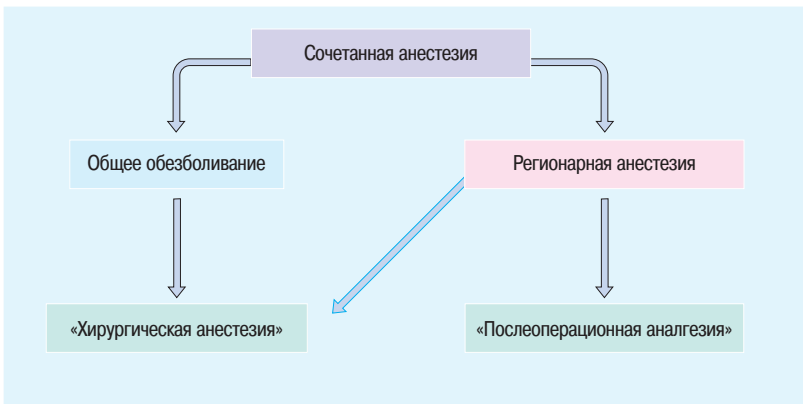 Сочетанная анестезия
Общее обезболивание
Регионарная анестезия
«Хирургическая анестезия»
«Послеоперационная аналгезия»